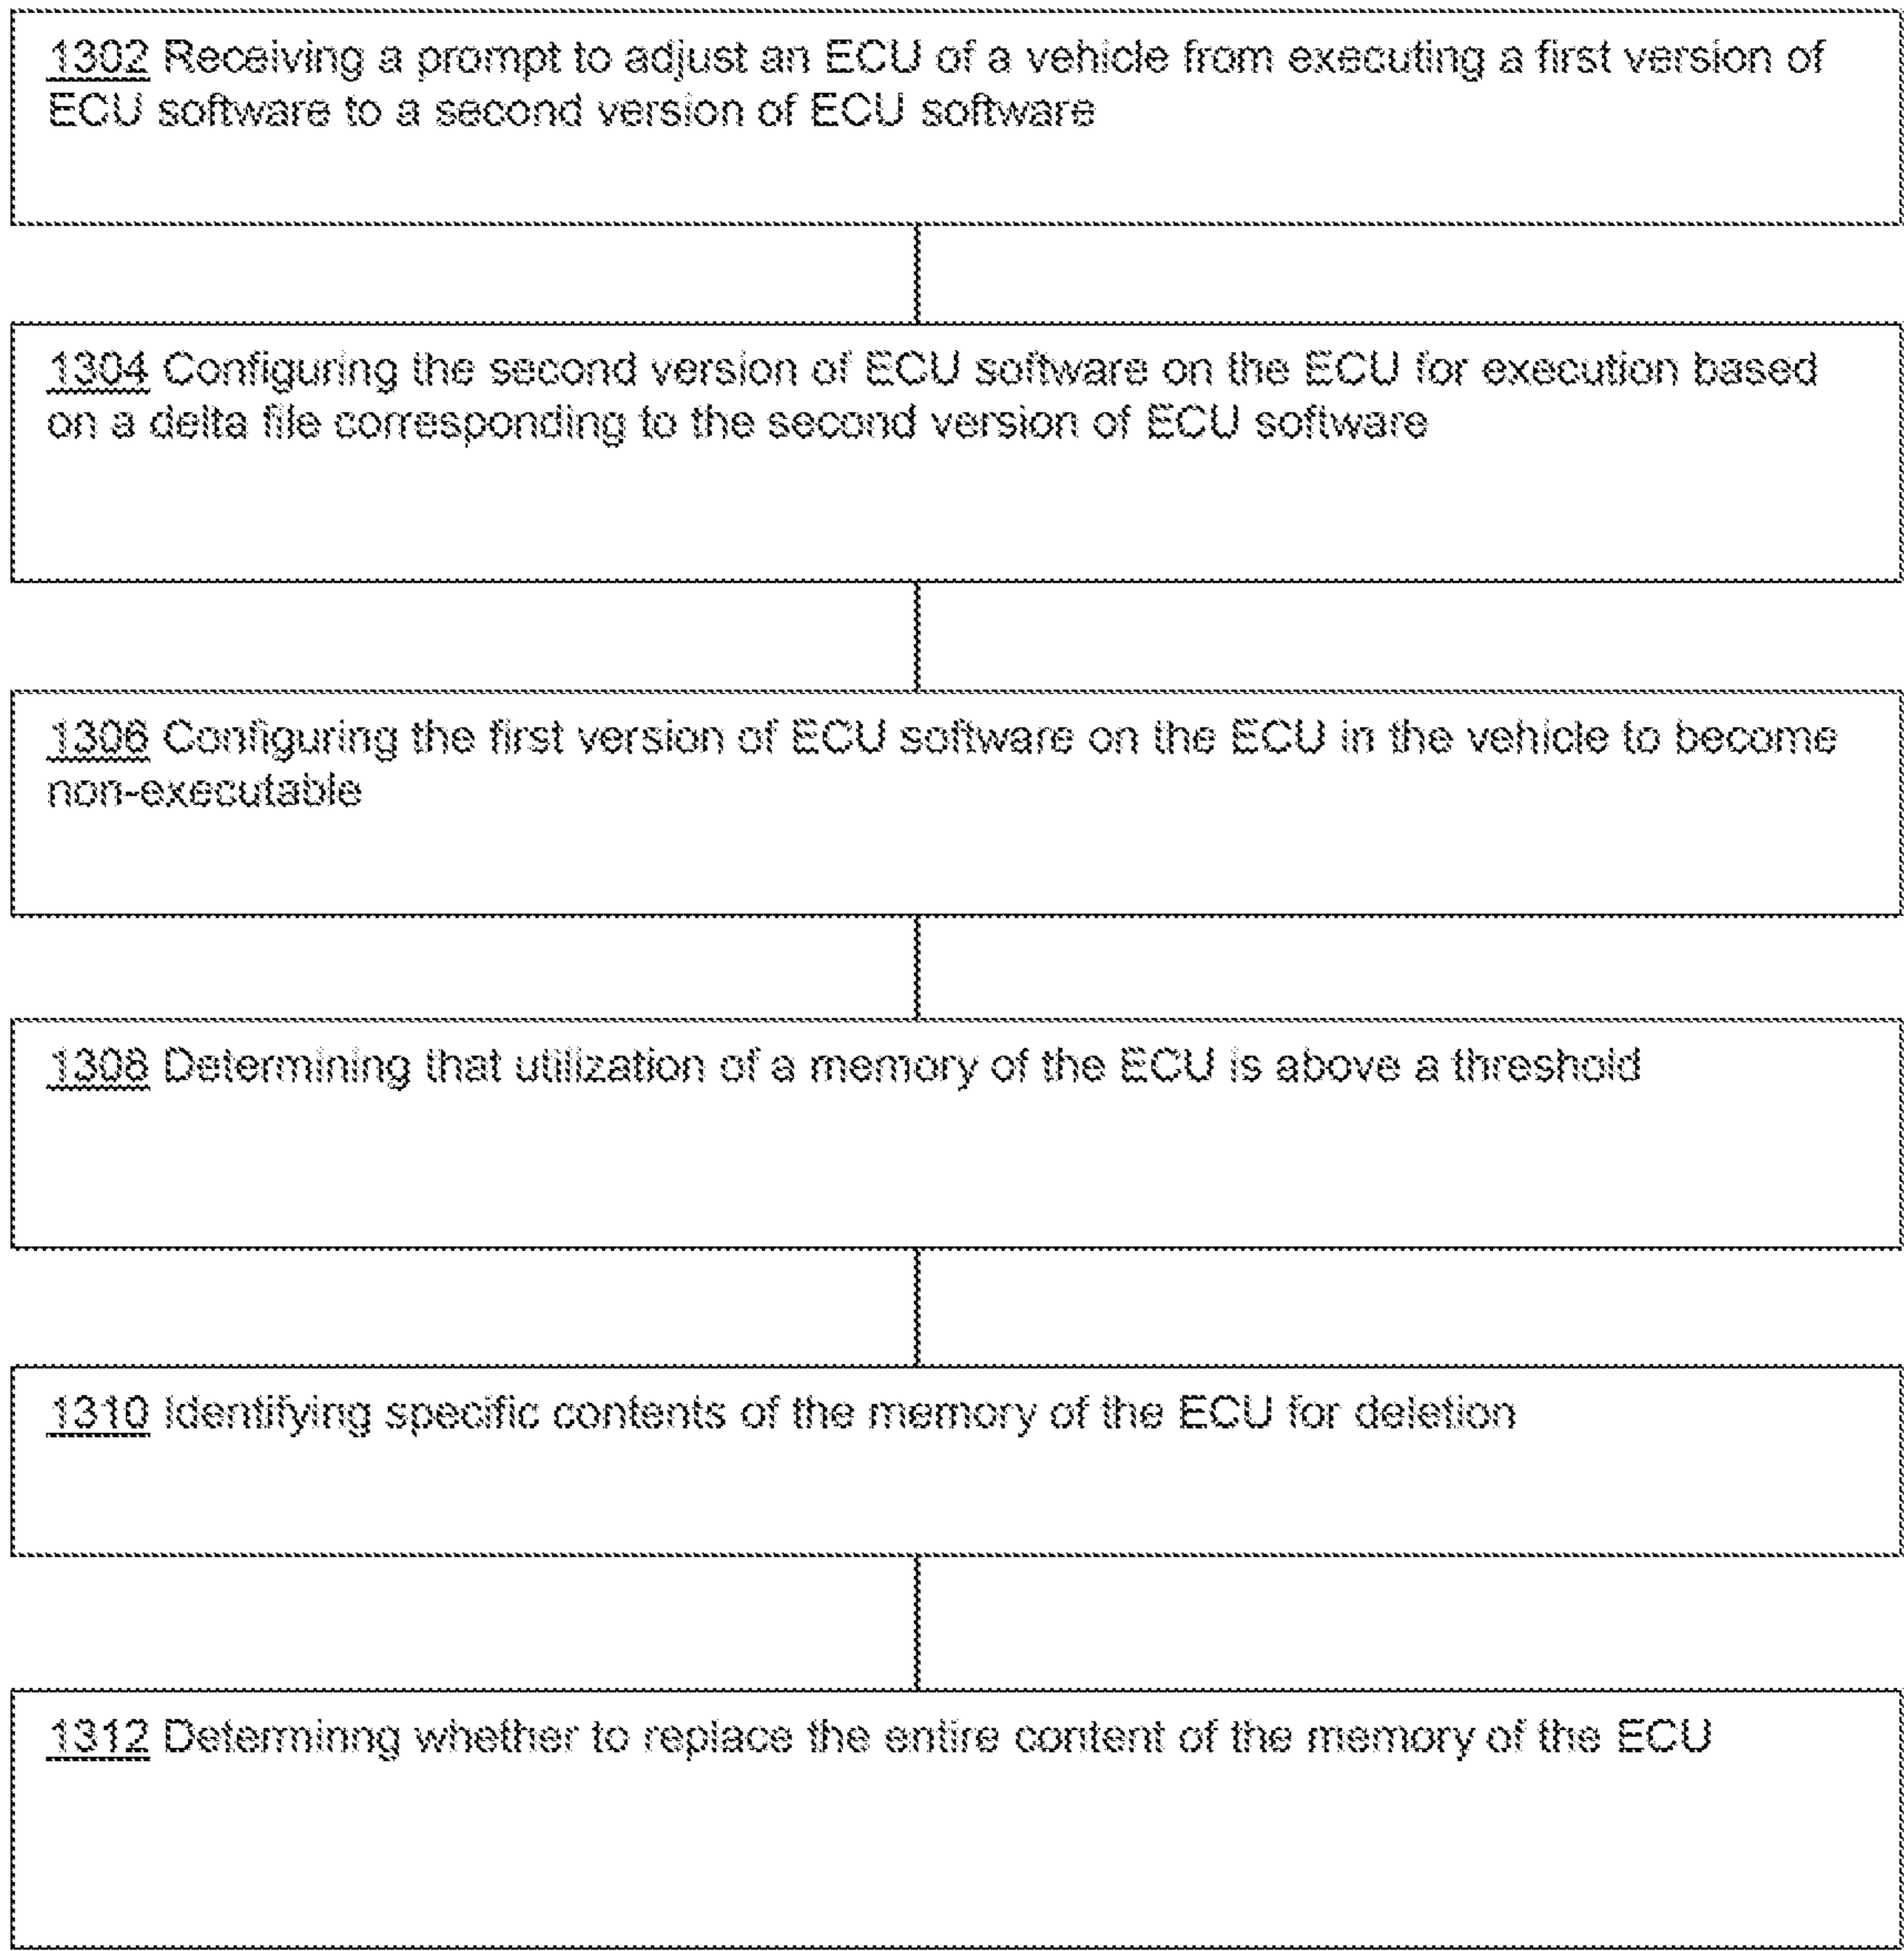 1302 Receiving a prompt to adjust an ECU of a vehicle from executing a first version of
ECU software to a second version of ECU software
1304 Configuring the second version of ECU software on the ECU for execution based
on a delta file corresponding to the second version of ECU software
1306 Configuring the first version of ECU software on the ECU in the vehicle to become
non-executable
1308 Determining that utilization of a memory of the ECU is above a threshold
1310 Identifying specific contents of the memory of the ECU for deletion
1312 Determinng whether to replace the entire content of the memory of the ECU